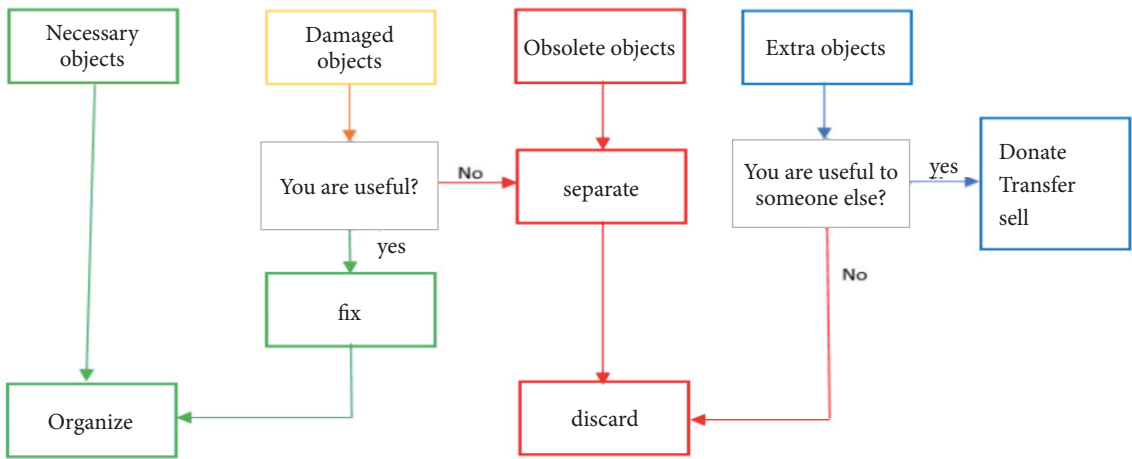 Necessary
objects
Damaged
objects
Obsolete objects
Extra objects
You are useful?
No
separate
You are useful to
someone else?
yes
Donate
Transfer
sell
yes
No
fix
Organize
discard